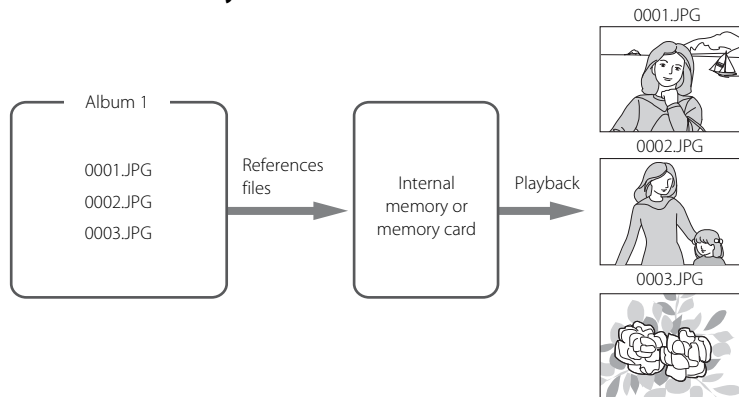 Album 1
0001.JPG
0002.JPG
0003.JPG
References
files
Internal
memory or
memory card
Playback
0001.JPG
0002.JPG
0003.JPG